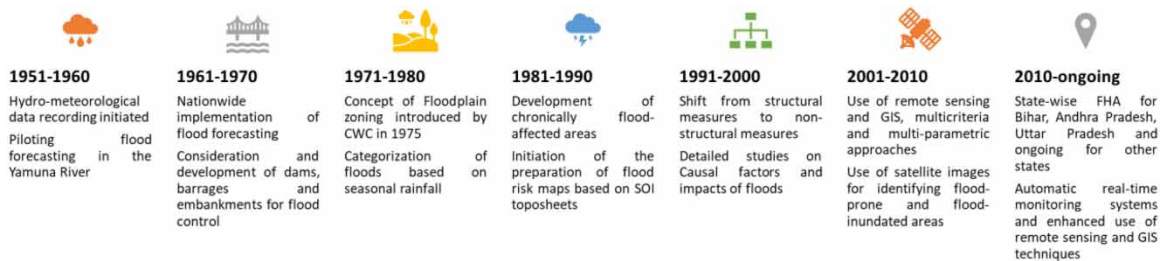 1951-1960
Hydro-meteorological
data recording initiated
Piloting flood
forecasting in the
Yamuna River
1961-1970
Nationwide
implementation of
flood forecasting
Consideration and
development of dams,
barrages and
embankments for flood
control
1971-1980
Concept of Floodplain
zoning introduced by
CWC in 1975
Categorization of
floods based on
seasonal rainfall
1981-1990
Development of
chronically flood-
affected areas
Initiation of the
preparation of flood
risk maps based on SOI
toposheets
1991-2000
Shift from structural
measures to non-
structural measures
Detailed studies on
Causal factors and
impacts of floods
2001-2010
Use of remote sensing
and GIS, multicriteria
and multi-parametric
approaches
Use of satellite images
for identifying flood-
prone and flood-
inundated areas
2010-ongoing
State-wise FHA for
Bihar, Andhra Pradesh,
Uttar Pradesh and
ongoing for other
states
Automatic real-time
monitoring systems
and enhanced use of
remote sensing and GIS
techniques